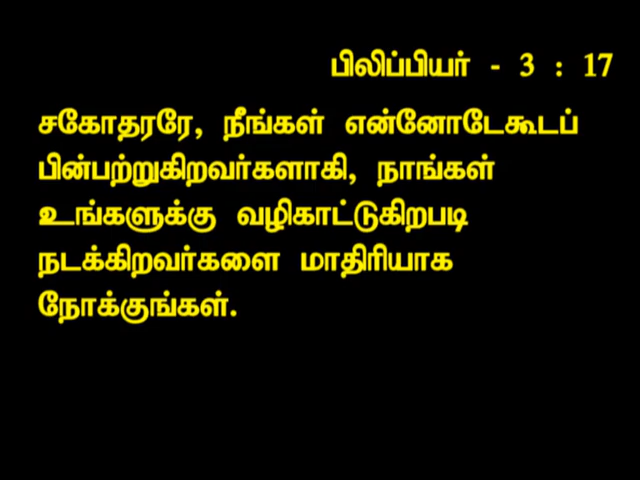 பிலிப்பியர் - 3 : 17
சகோதரரே, நீங்கள் என்னோடேகூடப்
பின்பற்றுகிறவர்களாகி, நாங்கள்
உங்களுக்கு வழிகாட்டுகிறபடி
நடக்கிறவர்களை மாதிரியாக
நோக்குங்கள்.